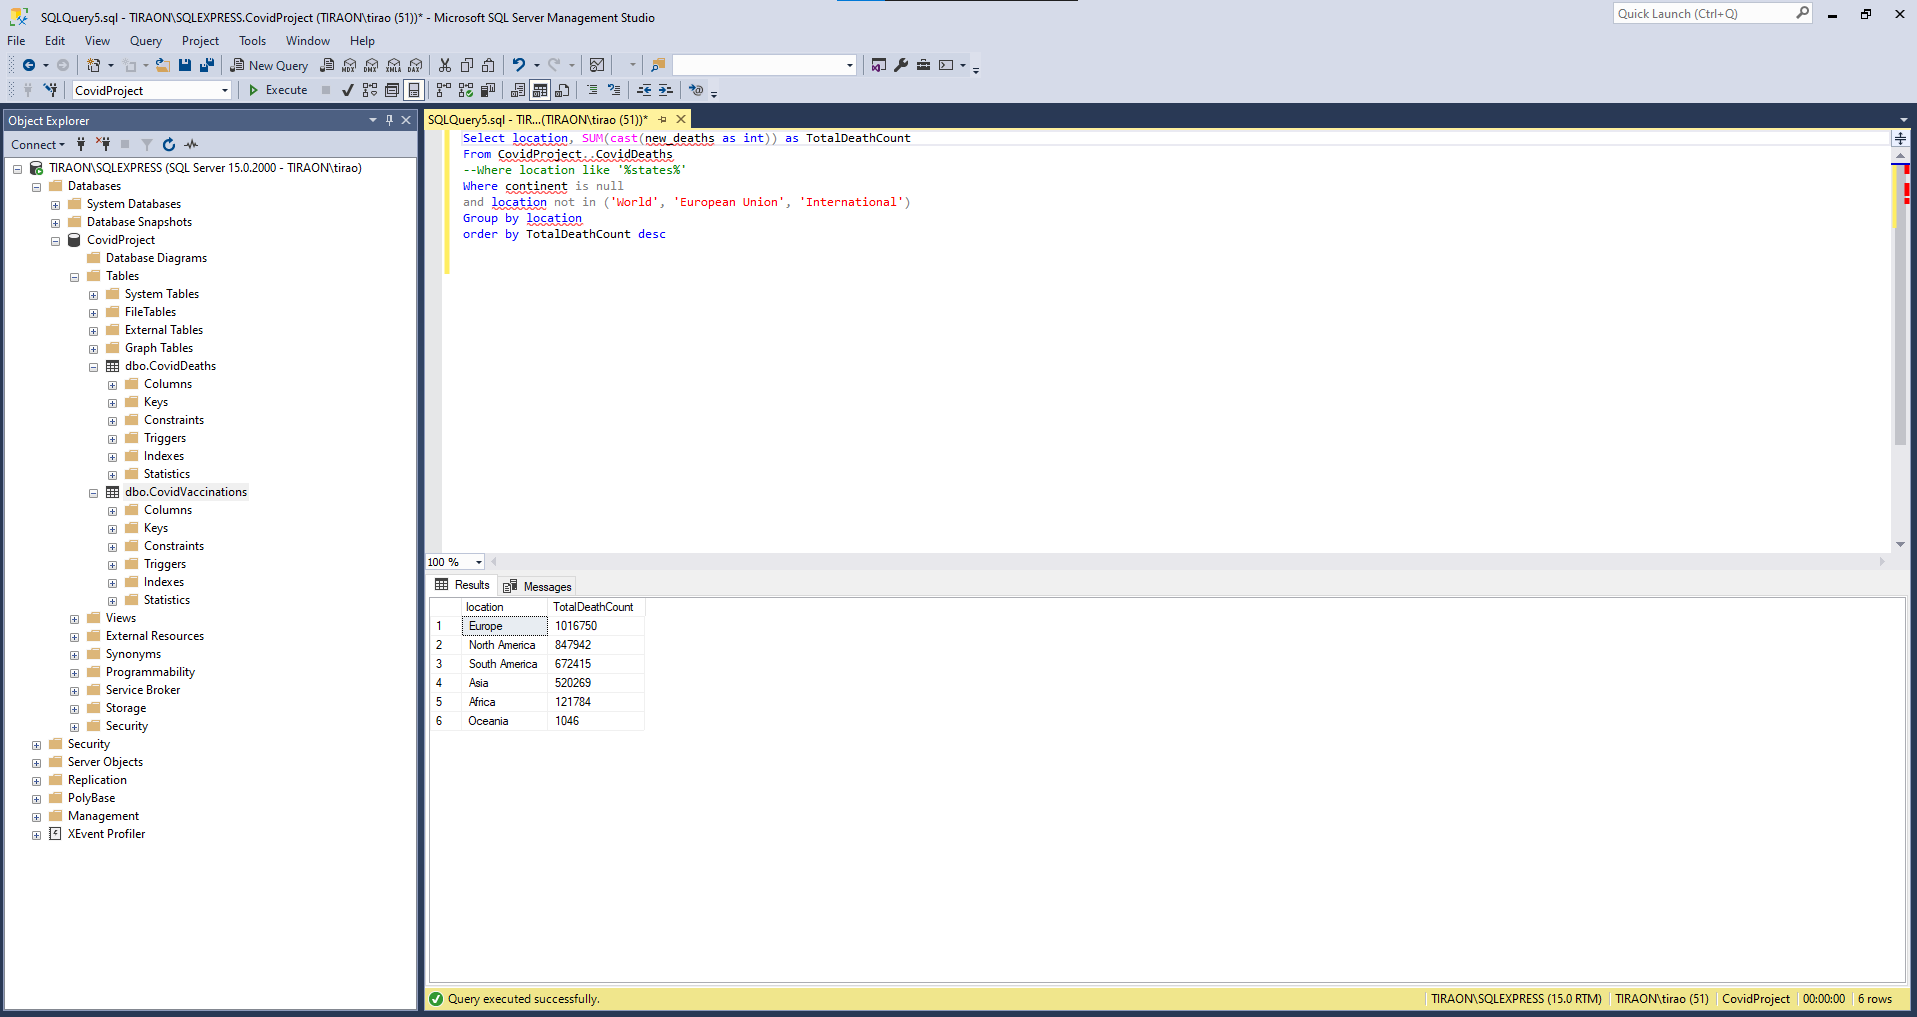 SQLQuery5.sql - TIRAON\SQLEXPRESS.CovidProject (TIRAON\tirao (51))* - Microsoft SQL Server Management Studio
Quick Launch (Ctrl+Q)
File Edit View Query Project Tools Window Help
New Query MDX DMX XMLA DAX
CovidProject Execute
Object Explorer
Connect
TIRAON\SQLEXPRESS (SQL Server 15.0.2000 - TIRAON\tirao)
Databases
System Databases
Database Snapshots
CovidProject
Database Diagrams
Tables
System Tables
FileTables
External Tables
Graph Tables
dbo.CovidDeaths
Columns
Keys
Constraints
Triggers
Indexes
Statistics
dbo.CovidVaccinations
Columns
Keys
Constraints
Triggers
Indexes
Statistics
Views
External Resources
Synonyms
Programmability
Service Broker
Storage
Security
Security
Server Objects
Replication
PolyBase
Management
XEvent Profiler
SQLQuery5.sql - TIR...(TIRAON\tirao (51))*
Select location, SUM(cast(new_deaths as int)) as TotalDeathCount
From CovidProject..CovidDeaths
--Where location like '%states%'
Where continent is null
and location not in ('World', 'European Union', 'International')
Group by location
order by TotalDeathCount desc
100 %
Results Messages
location TotalDeathCount
1 Europe 1016750
2 North America 847942
3 South America 672415
4 Asia 520269
5 Africa 121784
6 Oceania 1046
Query executed successfully. TIRAON\SQLEXPRESS (15.0 RTM) TIRAON\tirao (51) CovidProject 00:00:00 6 rows